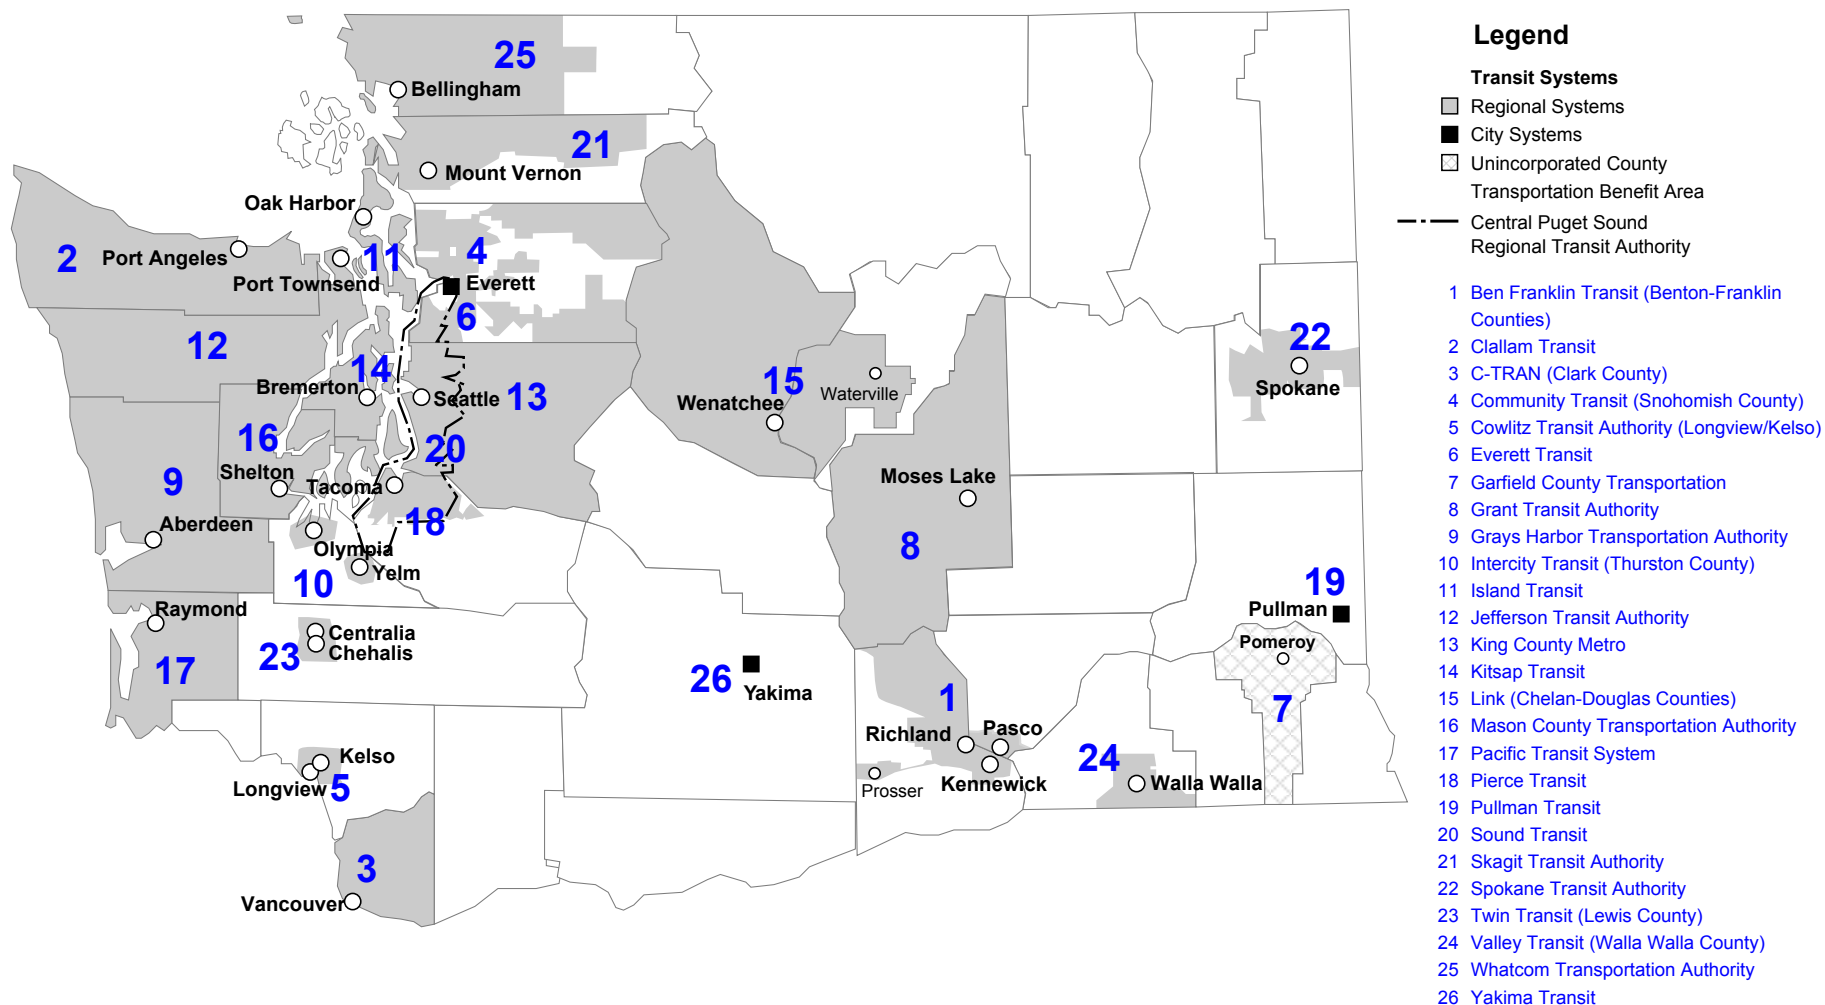 25
Bellingham
21
Mount Vernon
Oak Harbor
2
Port Angeles
11
4
Port Townsend
Everett
6
12
14
Bremerton
Seattle
13
15
Waterville
Wenatchee
22
Spokane
16
20
Shelton
Tacoma
9
Moses Lake
Aberdeen
18
8
Olympia
Yelm
10
19
Pullman
Raymond
Centralia
Chehalis
23
17
Pomeroy
26
Yakima
1
7
Richland
Pasco
Kelso
24
Longview
5
Prosser
Kennewick
Walla Walla
3
Vancouver
Legend
Transit Systems
Regional Systems
City Systems
Unincorporated County
Transportation Benefit Area
Central Puget Sound
Regional Transit Authority
1 Ben Franklin Transit (Benton-Franklin
Counties)
2 Clallam Transit
3 C-TRAN (Clark County)
4 Community Transit (Snohomish County)
5 Cowlitz Transit Authority (Longview/Kelso)
6 Everett Transit
7 Garfield County Transportation
8 Grant Transit Authority
9 Grays Harbor Transportation Authority
10 Intercity Transit (Thurston County)
11 Island Transit
12 Jefferson Transit Authority
13 King County Metro
14 Kitsap Transit
15 Link (Chelan-Douglas Counties)
16 Mason County Transportation Authority
17 Pacific Transit System
18 Pierce Transit
19 Pullman Transit
20 Sound Transit
21 Skagit Transit Authority
22 Spokane Transit Authority
23 Twin Transit (Lewis County)
24 Valley Transit (Walla Walla County)
25 Whatcom Transportation Authority
26 Yakima Transit